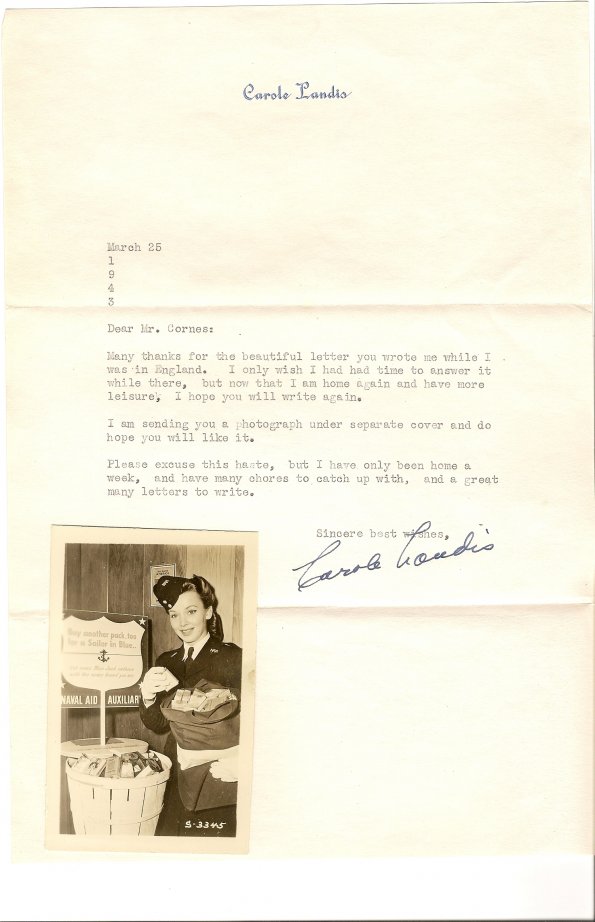 Carole Landis
March 25
1
9
4
3
Dear Mr. Cornes:
Many thanks for the beautiful letter you wrote me while I
was in England. I only wish I had had time to answer it
while there, but now that I am home again and have more
leisure, I hope you will write again.
I am sending you a photograph under separate cover and do
hope you will like it.
Please excuse this haste, but I have only been home a
week, and have many chores to catch up with, and a great
many letters to write.
Sincere best wishes,
Carole Landis
Buy another pack, too
for a Sailor in Blue..
NAVAL AID AUXILIARY
S-3345